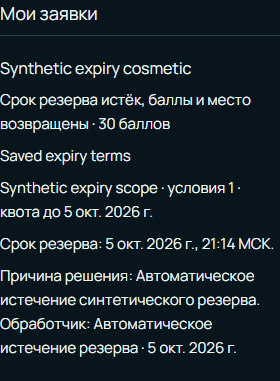 Мои заявки
Synthetic expiry cosmetic
Срок резерва истёк, баллы и место
возвращены · 30 баллов
Saved expiry terms
Synthetic expiry scope · условия 1 ·
квота до 5 окт. 2026 г.
Срок резерва: 5 окт. 2026 г., 21:14 МСК.
Причина решения: Автоматическое
истечение синтетического резерва.
Обработчик: Автоматическое
истечение резерва · 5 окт. 2026 г.